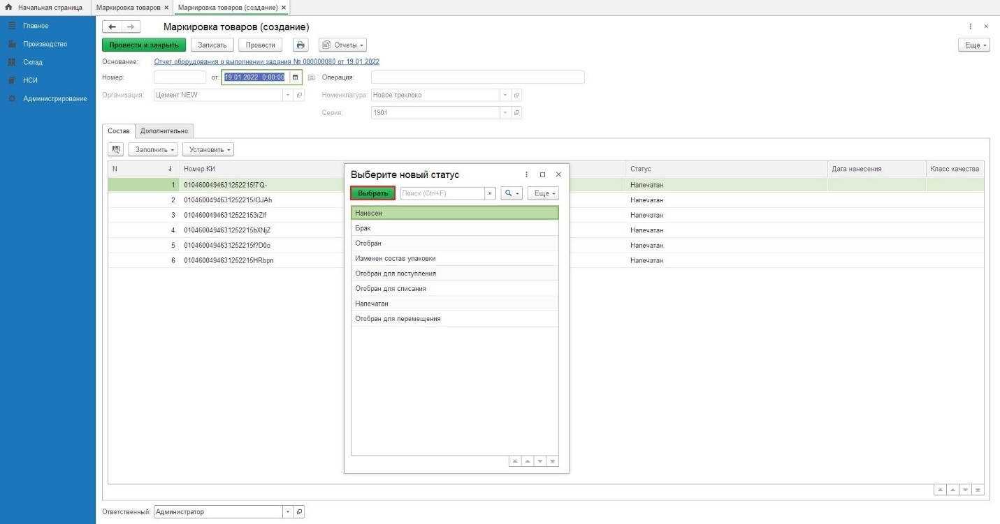 Начальная страница
Маркировка товаров ×
Маркировка товаров (создание) ×
Главное
Производство
Склад
НСИ
Администрирование
Маркировка товаров (создание)
Провести и закрыть
Записать
Провести
Отчеты
Еще
Основание: Отчет оборудования о выполнении задания № 000000080 от 19.01.2022
Номер: от: 19.01.2022 0:00:00 Операция:
Организация: Цемент NEW Номенклатура: Новое треклоко
Серия: 1901
Состав Дополнительно
Заполнить Установить
N ↓ Номер КИ Статус Дата нанесения Класс качества
1 0104600494631252215!7'Q- Напечатан
2 0104600494631252215/GJAh Напечатан
3 01046004946312522153rZlf Напечатан
4 0104600494631252215bXNjZ Напечатан
5 0104600494631252215f?D0o Напечатан
6 0104600494631252215HRbpn Напечатан
Выберите новый статус
Выбрать Поиск (Ctrl+F) × Еще
Нанесен
Брак
Отобран
Изменен состав упаковки
Отобран для поступления
Отобран для списания
Напечатан
Отобран для перемещения
Ответственный: Администратор